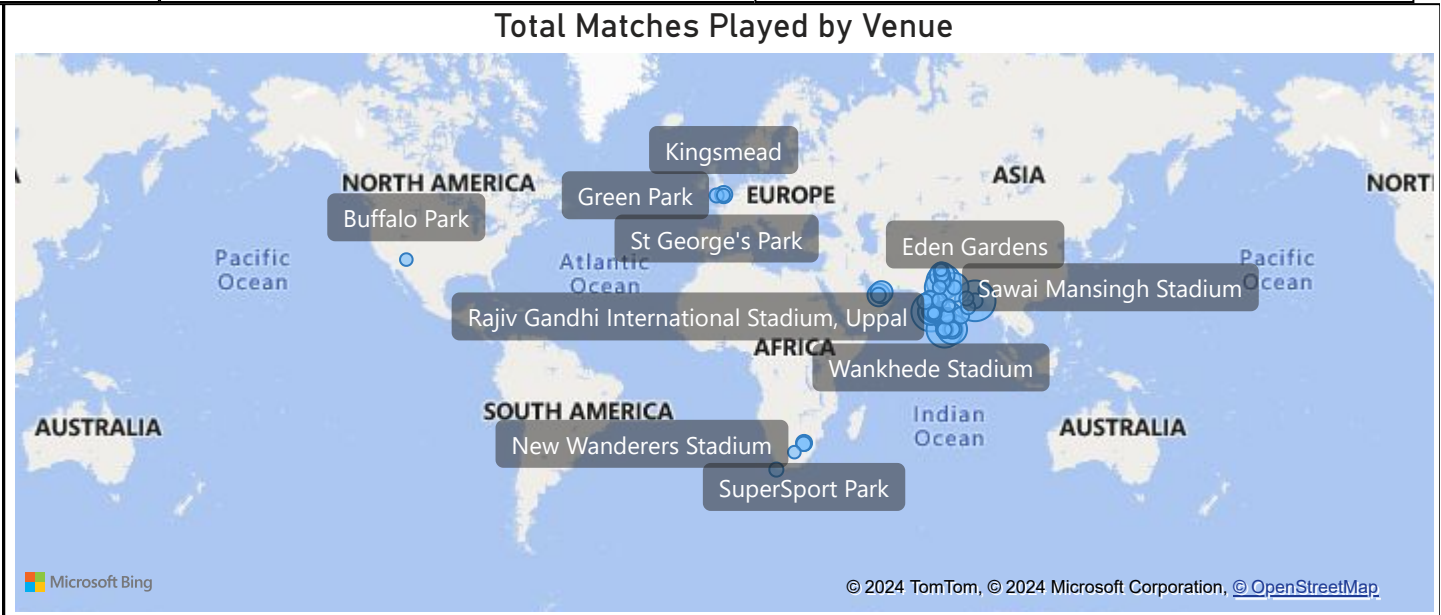 Total Matches Played by Venue
Kingsmead
NORTH AMERICA
Green Park
EUROPE
ASIA
NORTI
Buffalo Park
St George's Park
Eden Gardens
Pacific
Ocean
Atlantic
Ocean
Pacific
Ocean
Sawai Mansingh Stadium
Rajiv Gandhi International Stadium, Uppal
AFRICA
Wankhede Stadium
SOUTH AMERICA
Indian
Ocean
AUSTRALIA
AUSTRALIA
New Wanderers Stadium
SuperSport Park
Microsoft Bing
© 2024 TomTom, © 2024 Microsoft Corporation, © OpenStreetMap